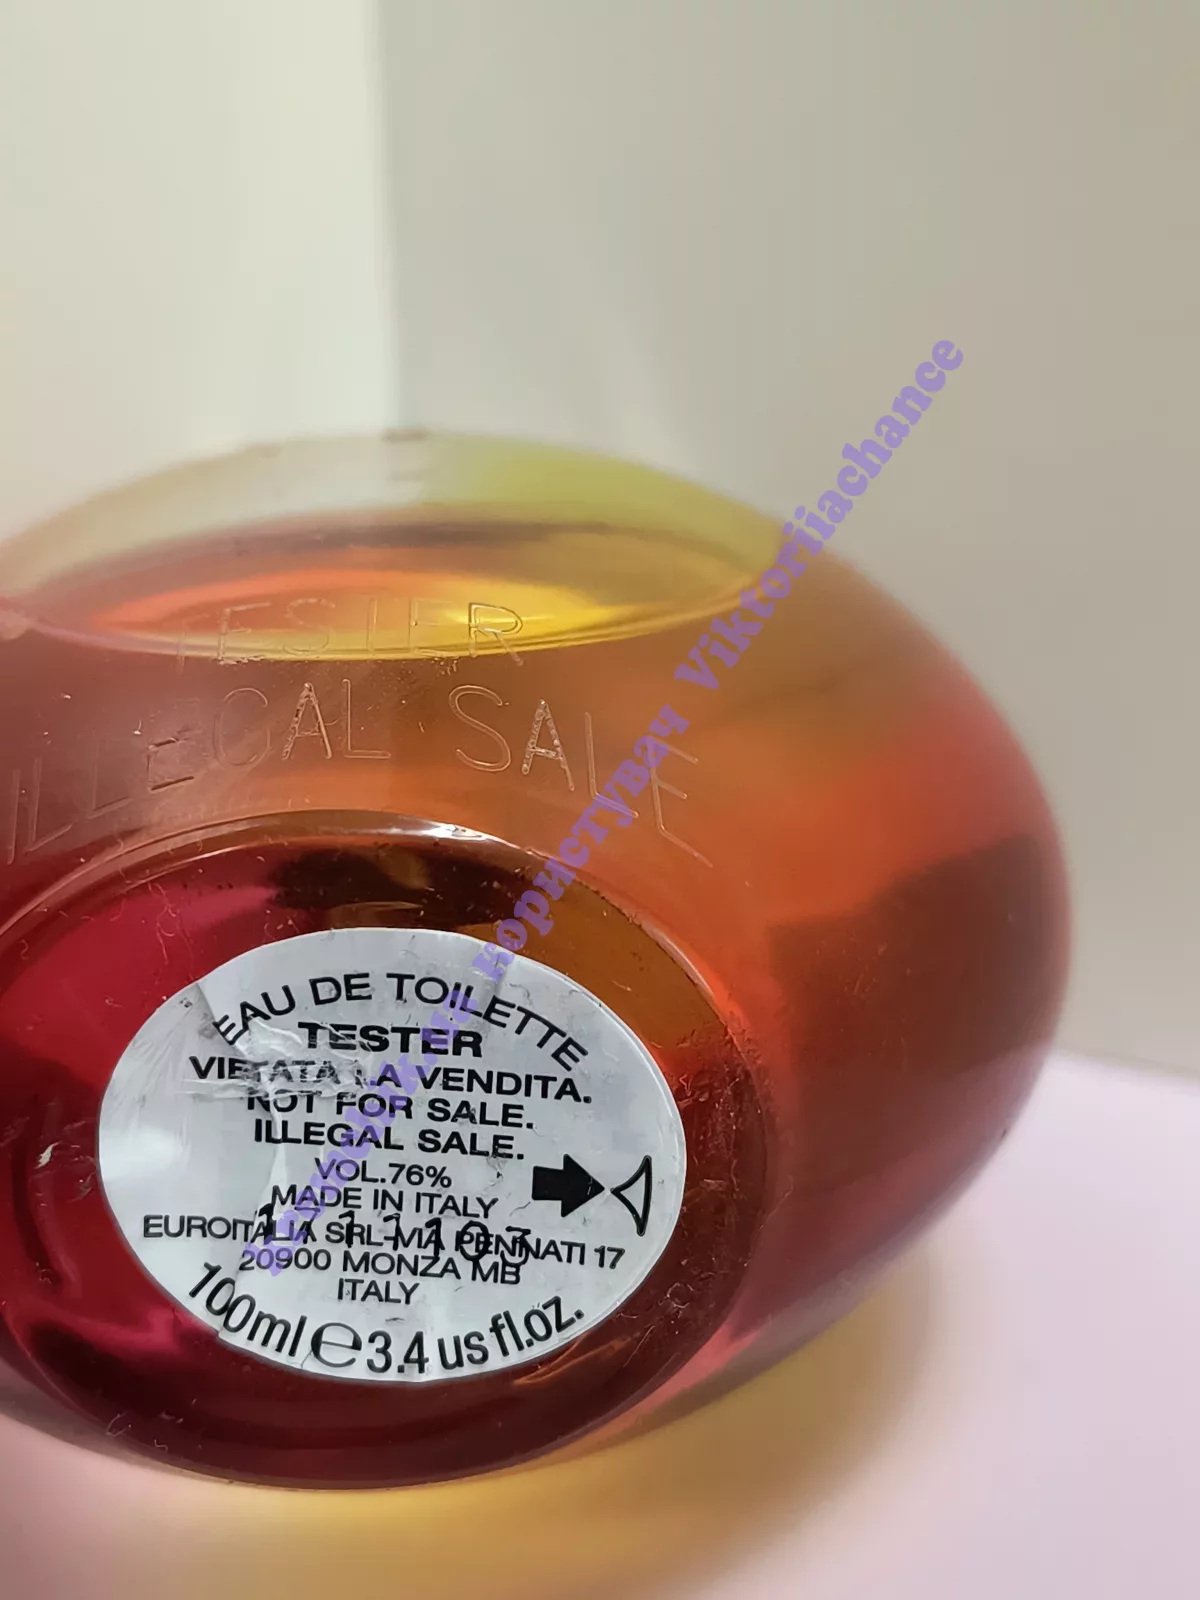 TESTER
ILLEGAL SALE
EAU DE TOILETTE
TESTER
VIETATA LA VENDITA.
NOT FOR SALE.
ILLEGAL SALE.
VOL.76%
MADE IN ITALY
EUROITALIA SRL-VIA PENNATI 17
20900 MONZA MB
ITALY
100ml e 3.4 us fl.oz.
користувач Viktoriiachance